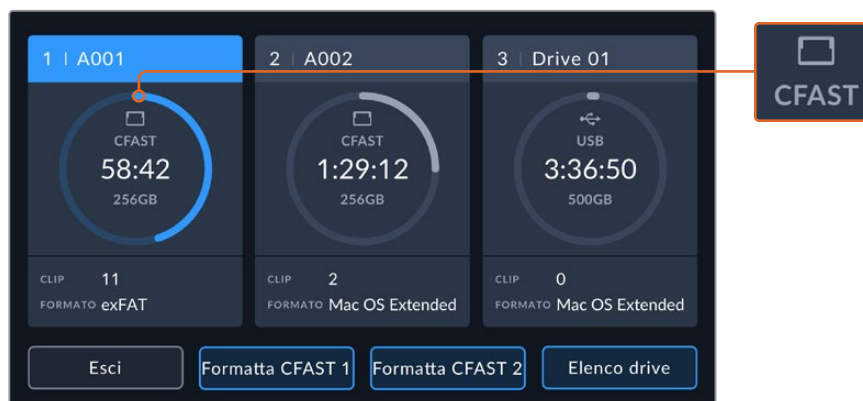 1 | A001
CFAST
58:42
256GB
CLIP 11
FORMATO exFAT
2 | A002
CFAST
1:29:12
256GB
CLIP 2
FORMATO Mac OS Extended
3 | Drive 01
USB
3:36:50
500GB
CLIP 0
FORMATO Mac OS Extended
CFAST
Esci
Formatta CFAST 1
Formatta CFAST 2
Elenco drive